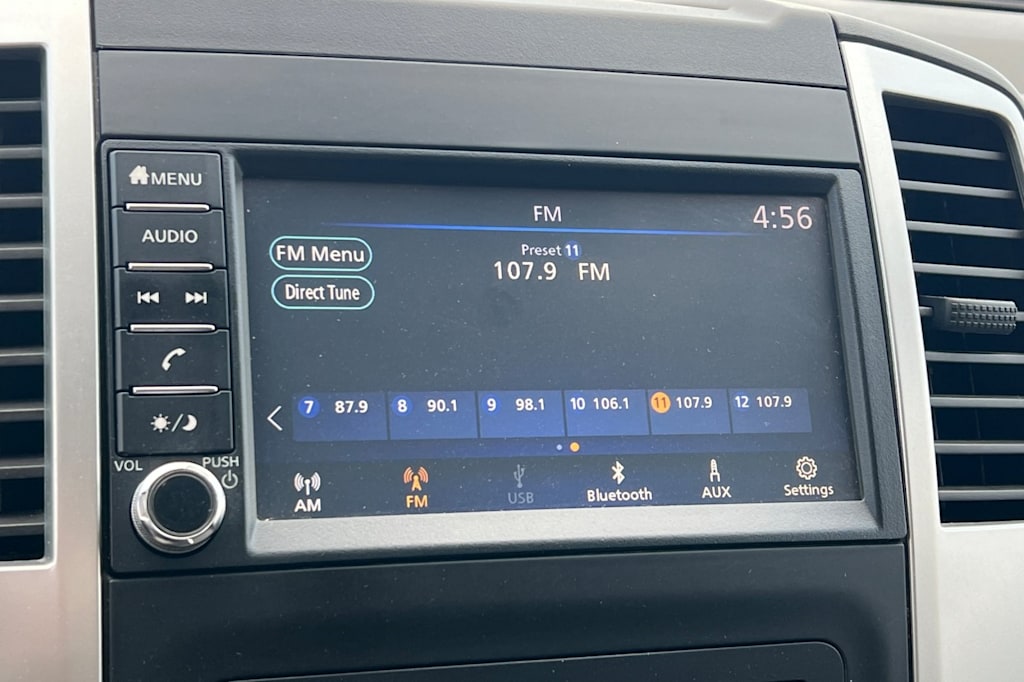 MENU
AUDIO
VOL
PUSH
FM
4:56
FM Menu
Preset 11
107.9 FM
Direct Tune
7 87.9
8 90.1
9 98.1
10 106.1
11 107.9
12 107.9
AM
FM
USB
Bluetooth
AUX
Settings